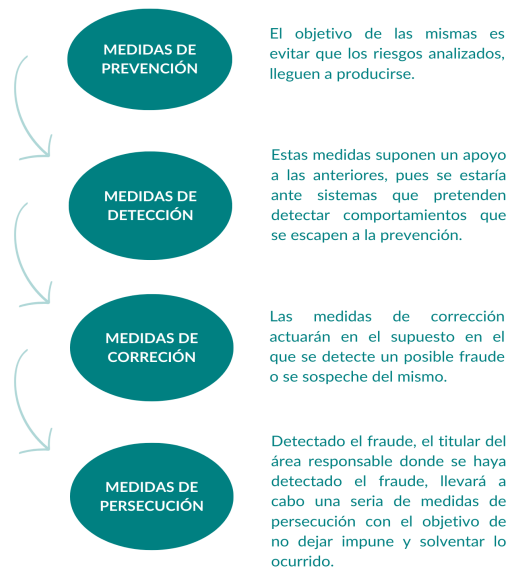 MEDIDAS DE
PREVENCIÓN
El objetivo de las mismas es
evitar que los riesgos analizados,
lleguen a producirse.
MEDIDAS DE
DETECCIÓN
Estas medidas suponen un apoyo
a las anteriores, pues se estaría
ante sistemas que pretenden
detectar comportamientos que
se escapen a la prevención.
MEDIDAS DE
CORRECIÓN
Las medidas de corrección
actuarán en el supuesto en el
que se detecte un posible fraude
o se sospeche del mismo.
MEDIDAS DE
PERSECUCIÓN
Detectado el fraude, el titular del
área responsable donde se haya
detectado el fraude, llevará a
cabo una seria de medidas de
persecución con el objetivo de
no dejar impune y solventar lo
ocurrido.